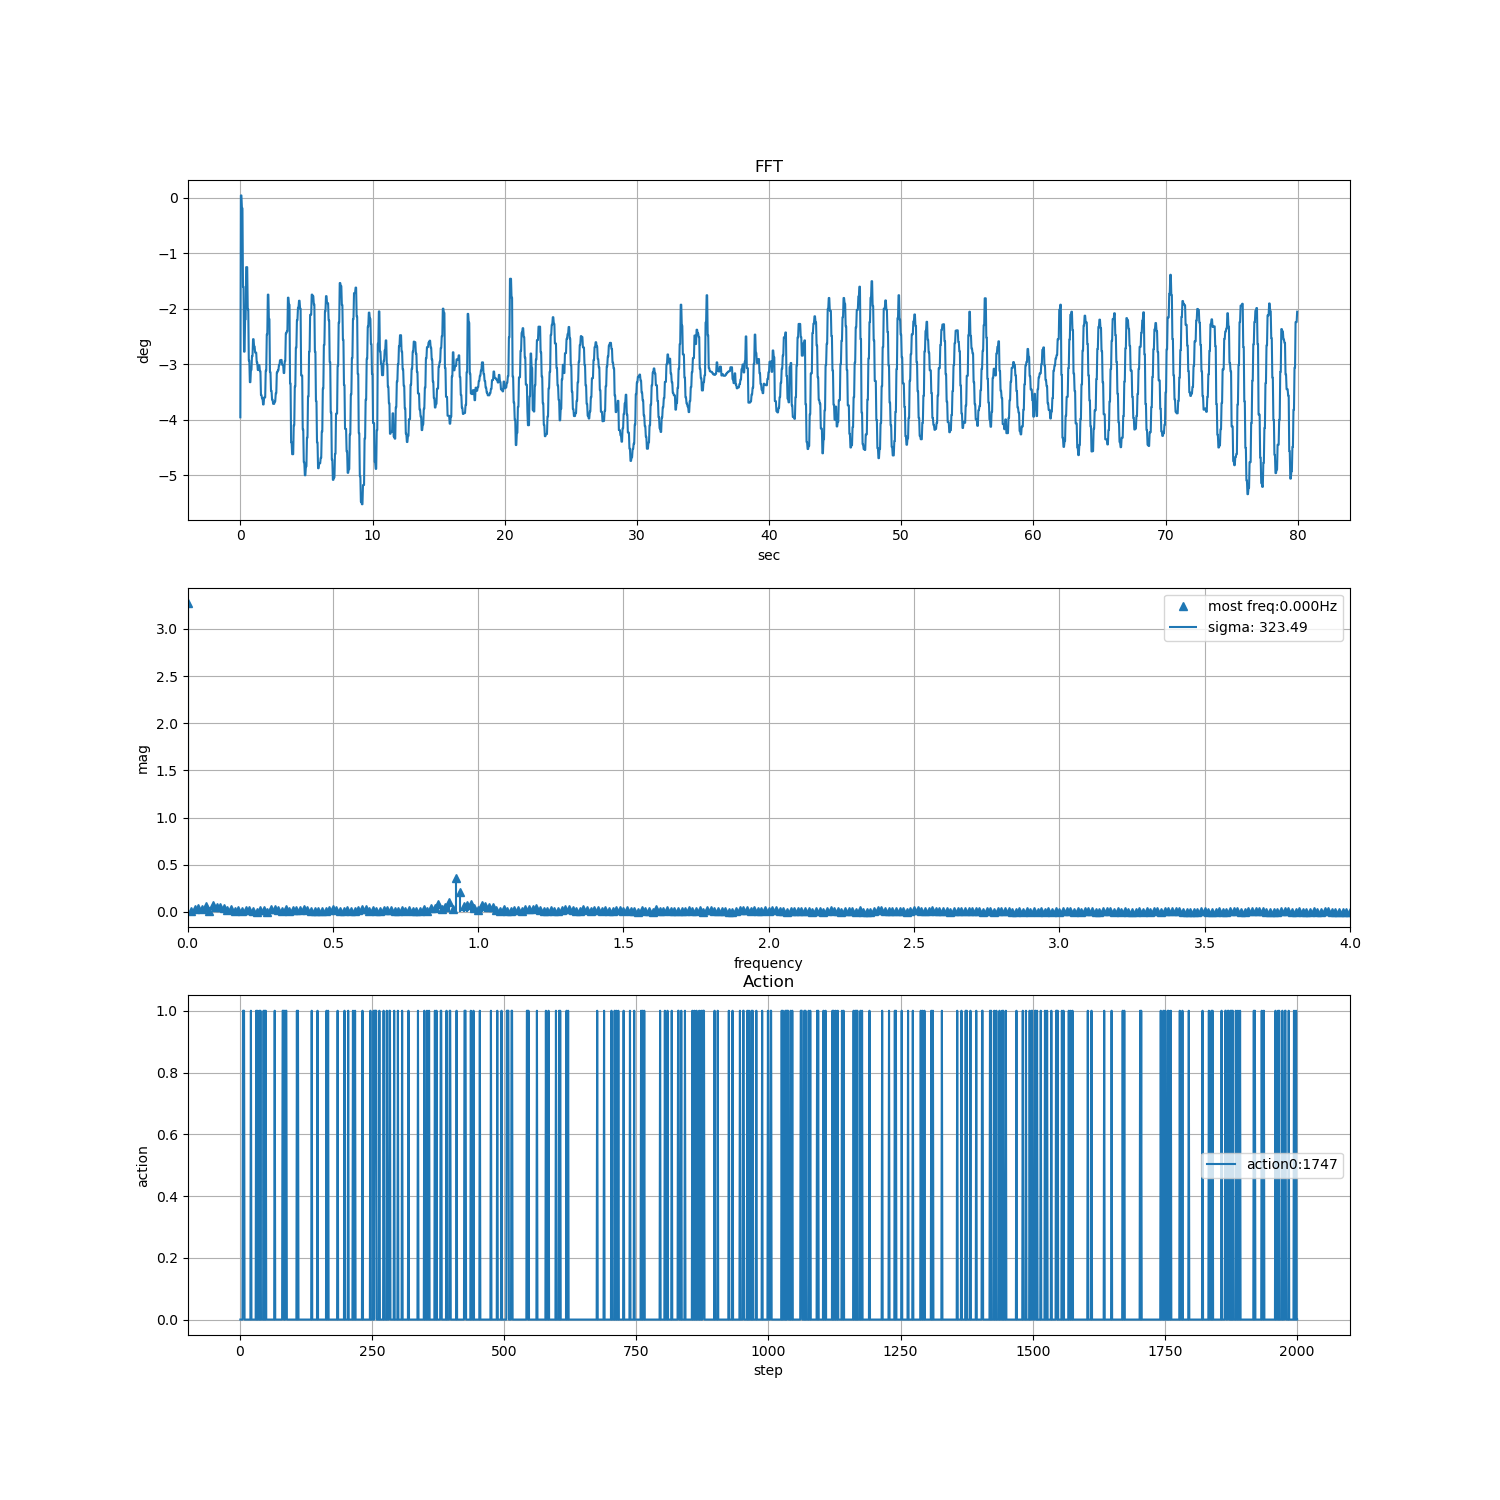 FFT
0
−1
−2
−3
−4
−5
deg
0 10 20 30 40 50 60 70 80
sec
most freq:0.000Hz
sigma: 323.49
3.0
2.5
2.0
1.5
1.0
0.5
0.0
mag
0.0 0.5 1.0 1.5 2.0 2.5 3.0 3.5 4.0
frequency
Action
1.0
0.8
0.6
0.4
0.2
0.0
action
action0:1747
0 250 500 750 1000 1250 1500 1750 2000
step